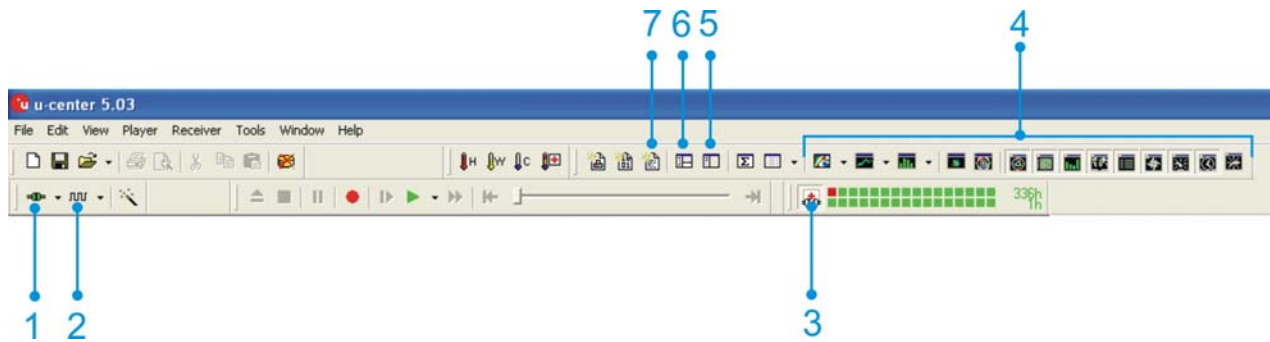 7 6 5 4
u-center 5.03
File Edit View Player Receiver Tools Window Help
H W C
336h
1h
1 2 3